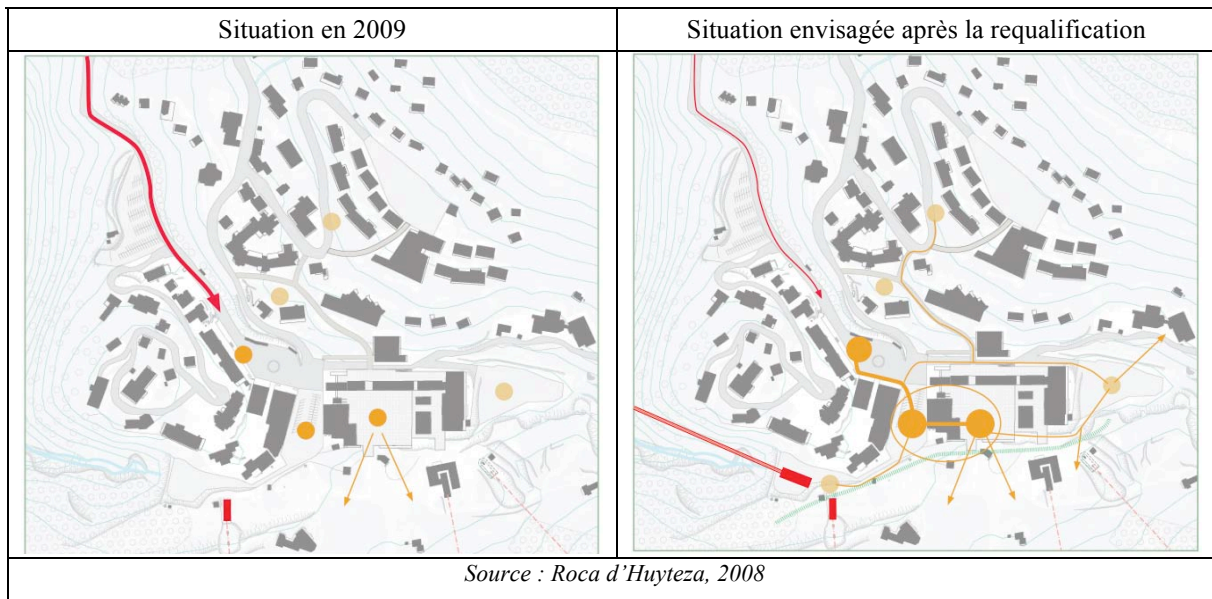 Situation en 2009
Situation envisagée après la requalification
Source : Roca d’Huyteza, 2008